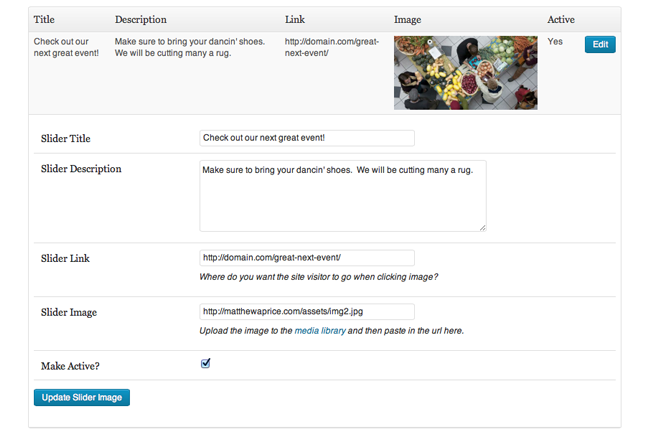 Title Description Link Image Active
Check out our Make sure to bring your dancin' shoes. http://domain.com/great- Yes Edit
next great event! We will be cutting many a rug. next-event/
Slider Title Check out our next great event!
Slider Description Make sure to bring your dancin' shoes.  We will be cutting many a rug.
Slider Link http://domain.com/great-next-event/
Where do you want the site visitor to go when clicking image?
Slider Image http://matthewaprice.com/assets/img2.jpg
Upload the image to the media library and then paste in the url here.
Make Active?
Update Slider Image